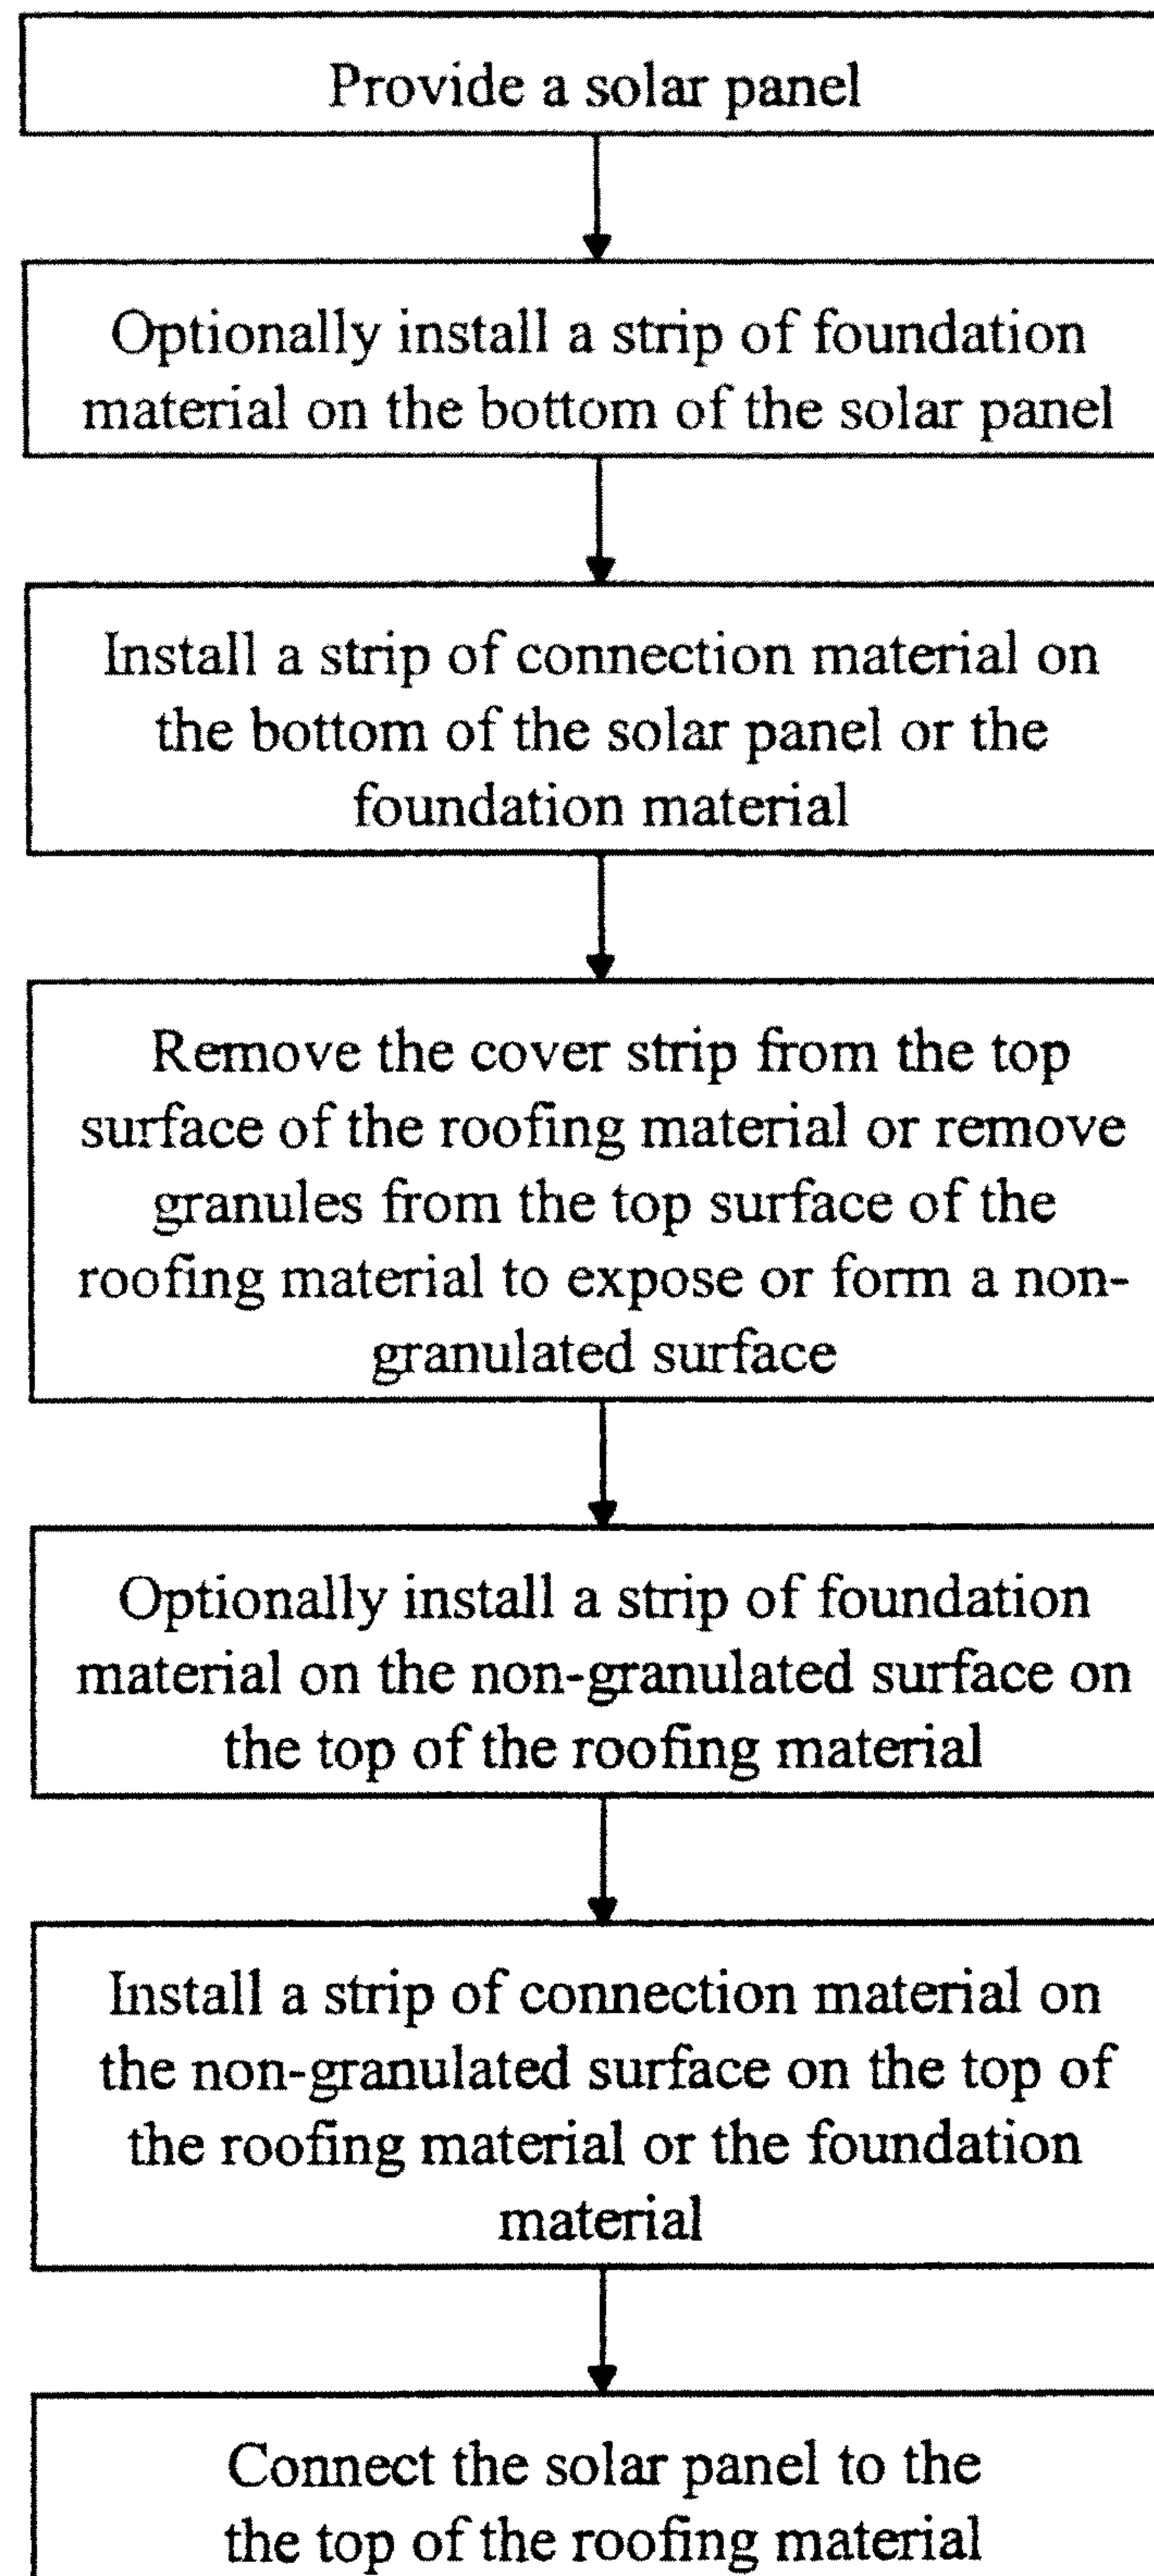 Provide a solar panel
Optionally install a strip of foundation
material on the bottom of the solar panel
Install a strip of connection material on
the bottom of the solar panel or the
foundation material
Remove the cover strip from the top
surface of the roofing material or remove
granules from the top surface of the
roofing material to expose or form a non-
granulated surface
Optionally install a strip of foundation
material on the non-granulated surface on
the top of the roofing material
Install a strip of connection material on
the non-granulated surface on the top of
the roofing material or the foundation
material
Connect the solar panel to the
the top of the roofing material